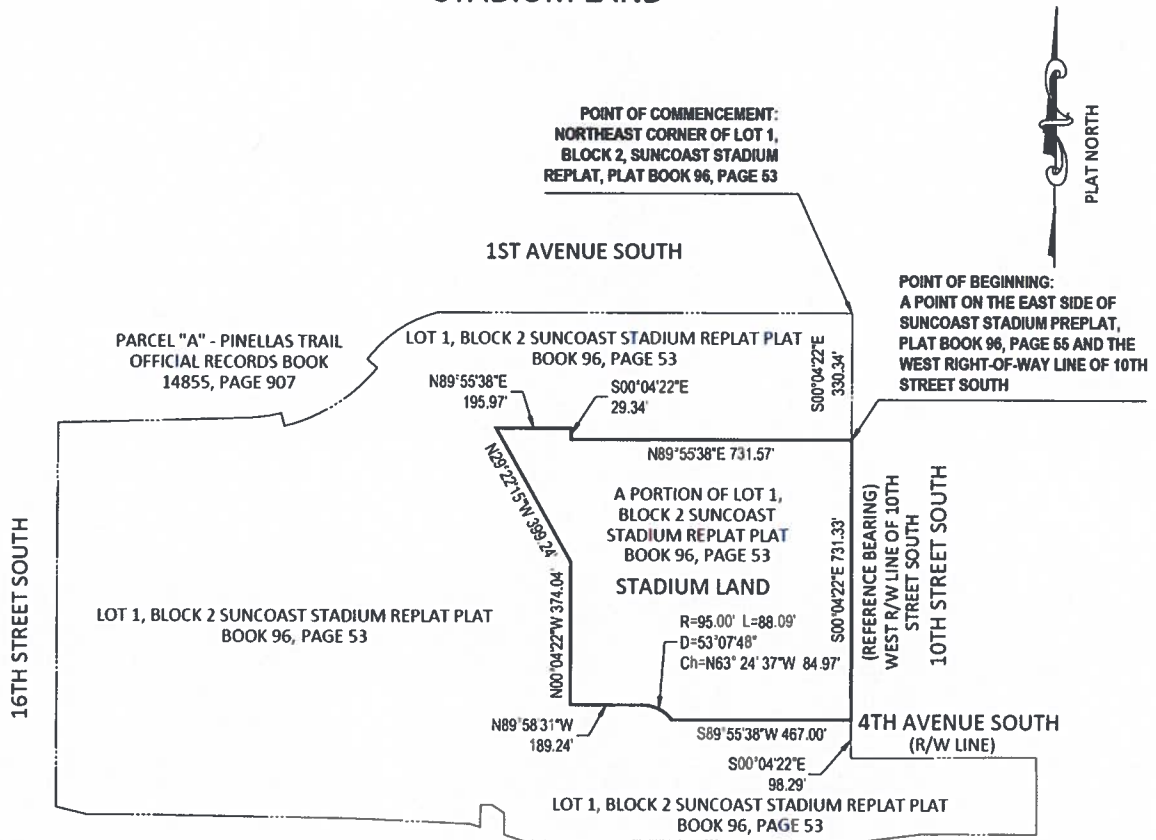 STADIUM LAND
POINT OF COMMENCEMENT:
NORTHEAST CORNER OF LOT 1,
BLOCK 2, SUNCOAST STADIUM
REPLAT, PLAT BOOK 96, PAGE 53
PLAT NORTH
1ST AVENUE SOUTH
POINT OF BEGINNING:
A POINT ON THE EAST SIDE OF
SUNCOAST STADIUM PREPLAT,
PLAT BOOK 96, PAGE 55 AND THE
WEST RIGHT-OF-WAY LINE OF 10TH
STREET SOUTH
PARCEL "A" - PINELLAS TRAIL
OFFICIAL RECORDS BOOK
14855, PAGE 907
LOT 1, BLOCK 2 SUNCOAST STADIUM REPLAT PLAT
BOOK 96, PAGE 53
S00°04'22"E
330.34'
N89°55'38"E
195.97'
S00°04'22"E
29.34'
N89°55'38"E 731.57'
N29°22'15"W 399.24'
A PORTION OF LOT 1,
BLOCK 2 SUNCOAST
STADIUM REPLAT PLAT
BOOK 96, PAGE 53
STADIUM LAND
S00°04'22"E 731.33'
(REFERENCE BEARING)
WEST R/W LINE OF 10TH
STREET SOUTH
10TH STREET SOUTH
16TH STREET SOUTH
LOT 1, BLOCK 2 SUNCOAST STADIUM REPLAT PLAT
BOOK 96, PAGE 53
N00°04'22"W 374.04'
R=95.00' L=88.09'
D=53°07'48"
Ch=N63° 24' 37"W 84.97'
N89°58'31"W
189.24'
S89°55'38"W 467.00'
4TH AVENUE SOUTH
(R/W LINE)
S00°04'22"E
98.29'
LOT 1, BLOCK 2 SUNCOAST STADIUM REPLAT PLAT
BOOK 96, PAGE 53